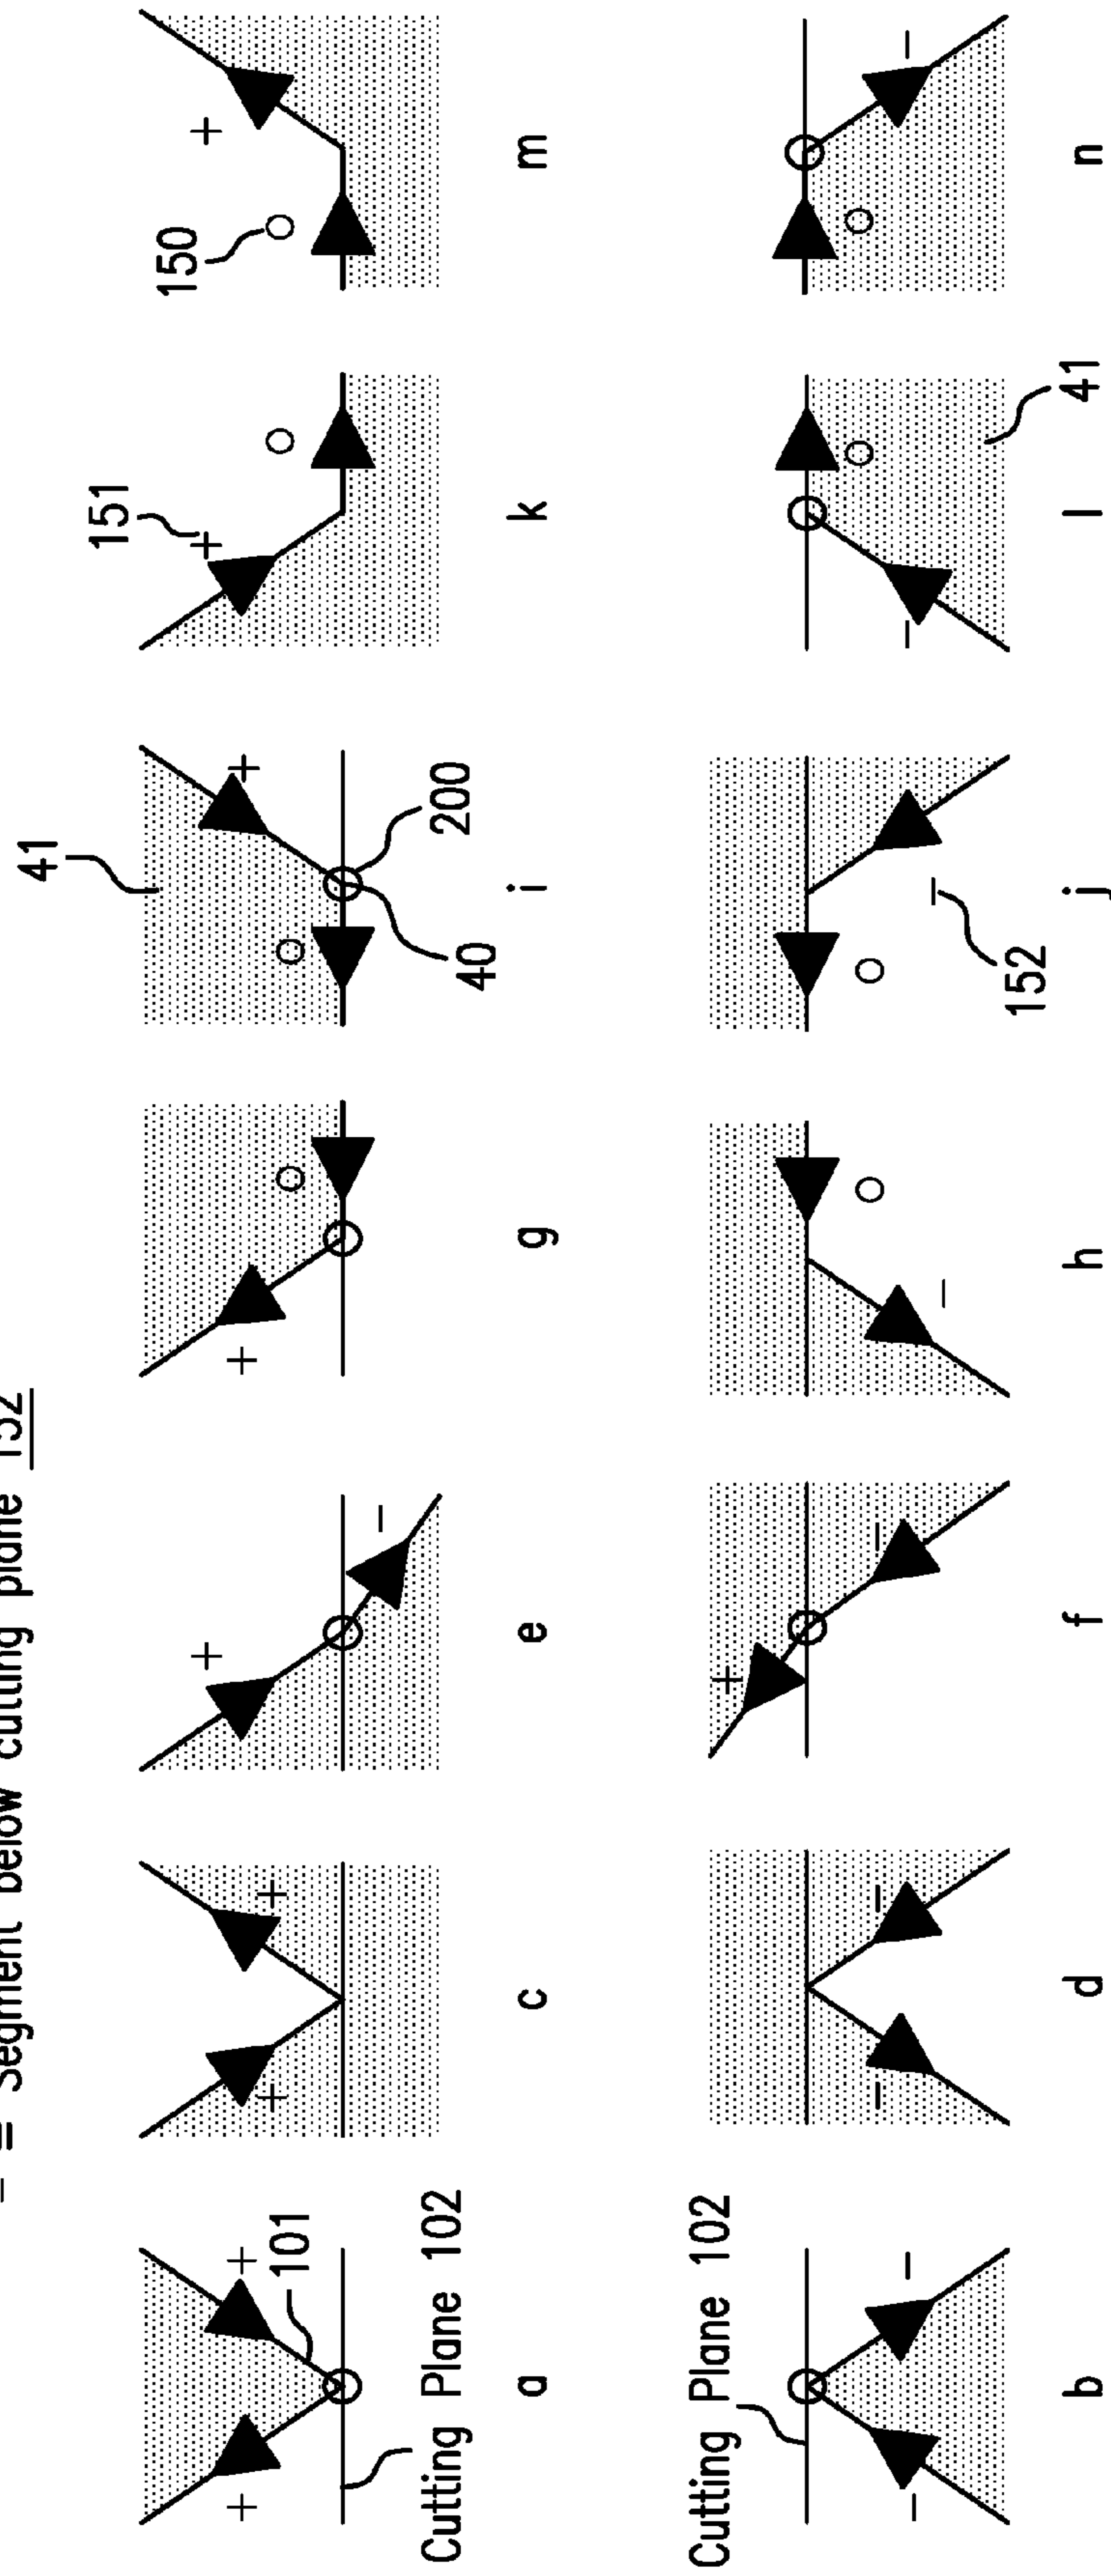 – ≡ Segment below cutting plane 152
+ + 101
Cutting Plane 102
a
+ +
c
+ –
e
+ o
g
41
o +
40 200
i
151
+ o
k
150
o +
m
Cutting Plane 102
– –
b
– –
d
+ –
f
– o
h
o –
152
j
– o
41
l
o –
n